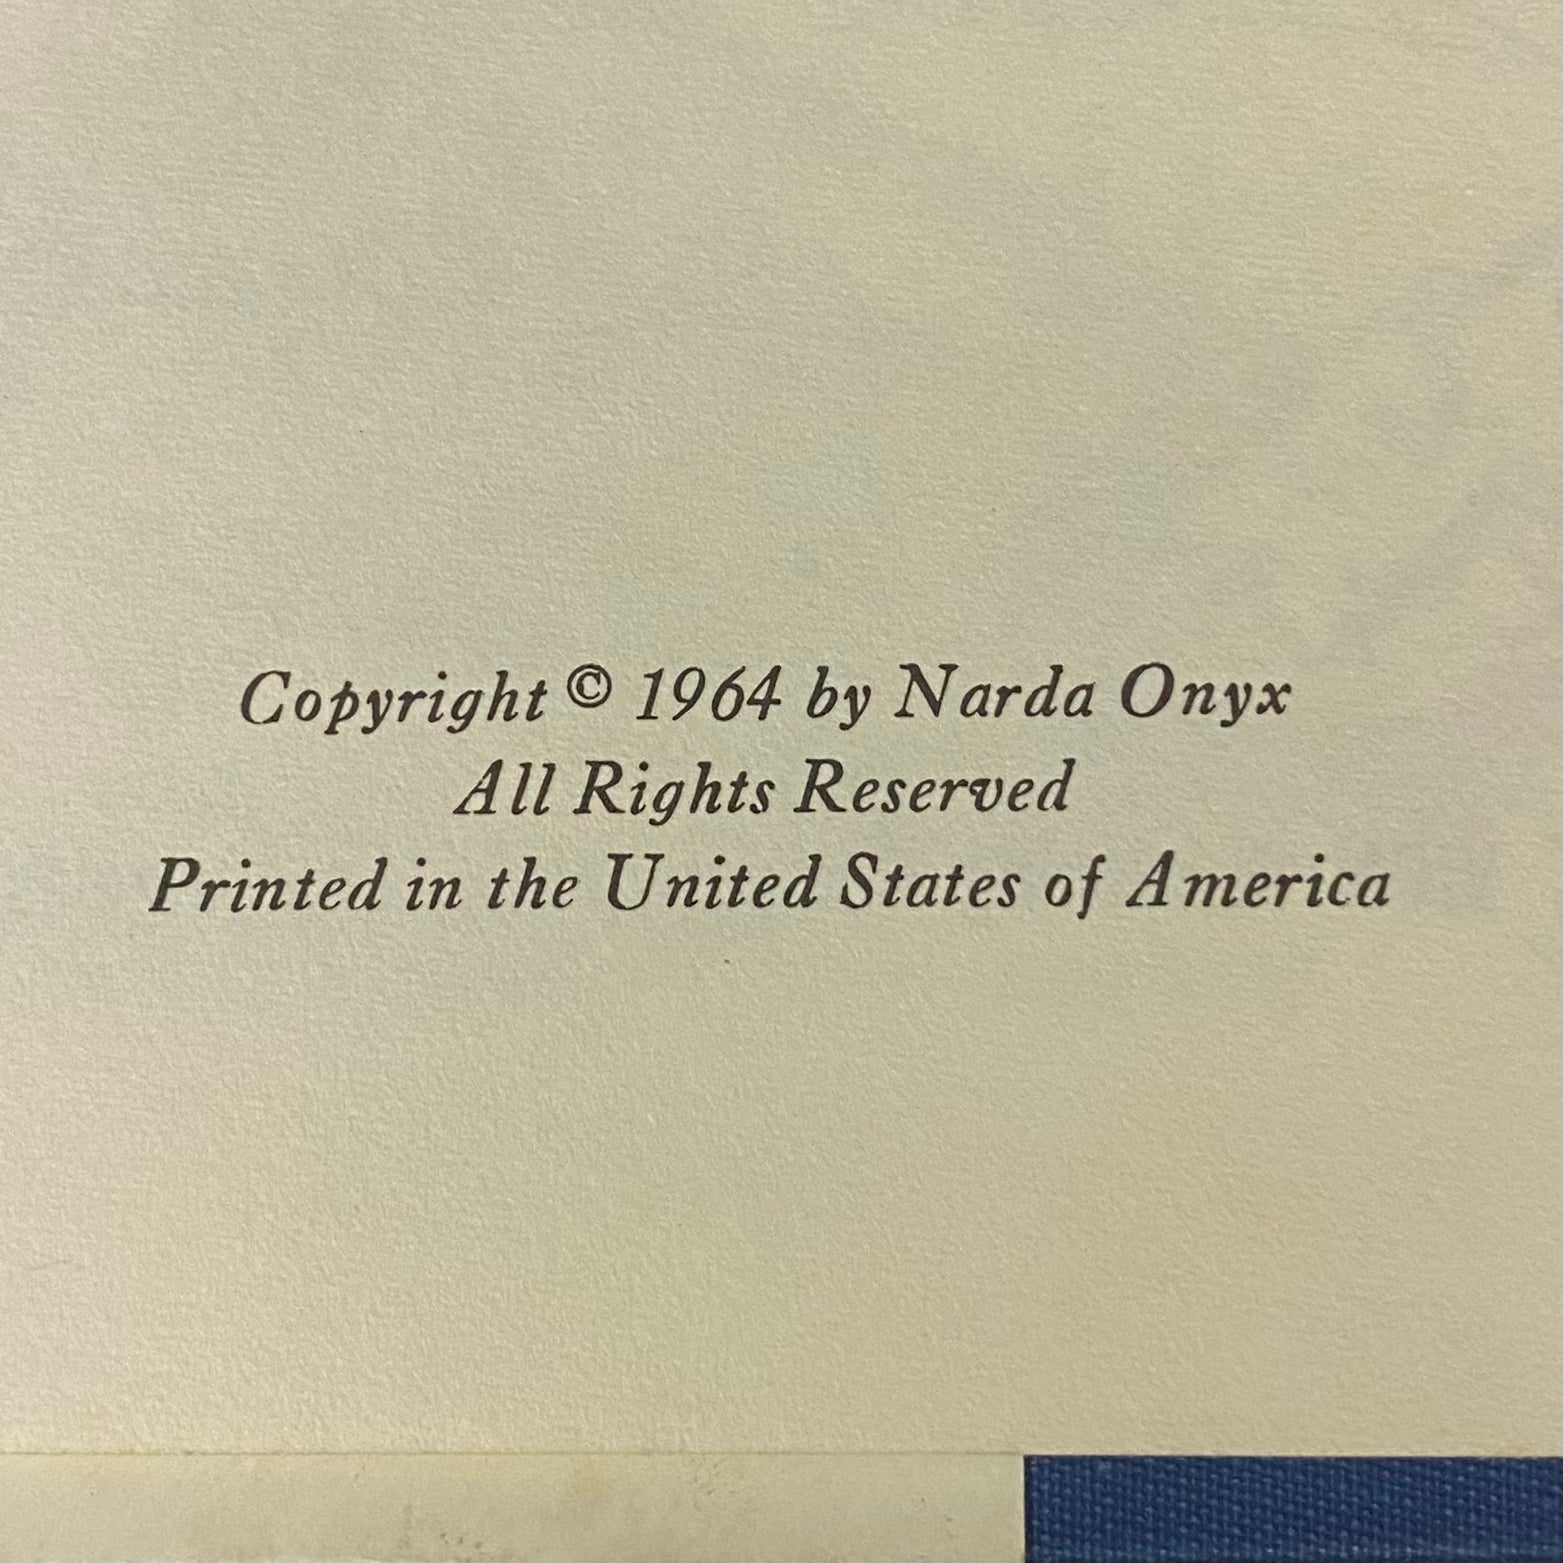 Copyright © 1964 by Narda Onyx
All Rights Reserved
Printed in the United States of America